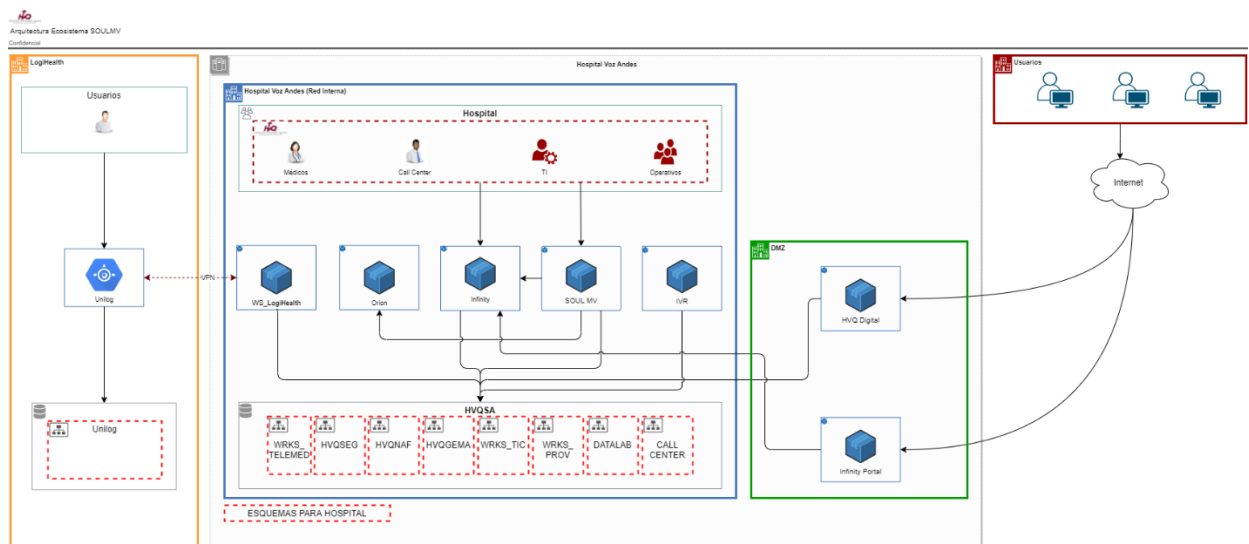 HVQ
Arquitectura Ecosistema SOULMV
Confidencial
LogiHealth
Usuarios
Unilog
Unilog
VPN
Hospital Voz Andes
Hospital Voz Andes (Red Interna)
Hospital
HVQ
Médicos
Call Center
TI
Operativos
WS_LogiHealth
Orion
Infinity
SOUL MV
IVR
HVQSA
WRKS_
TELEMED
HVQSEG
HVQNAF
HVQGEMA
WRKS_TIC
WRKS_
PROV
DATALAB
CALL
CENTER
ESQUEMAS PARA HOSPITAL
DMZ
HVQ Digital
Infinity Portal
Usuarios
Internet